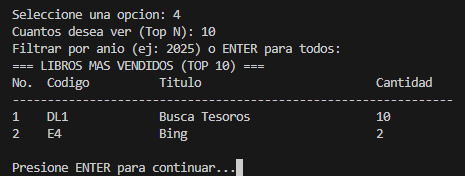 Seleccione una opcion: 4
Cuantos desea ver (Top N): 10
Filtrar por anio (ej: 2025) o ENTER para todos:
=== LIBROS MAS VENDIDOS (TOP 10) ===
No.  Codigo          Titulo                         Cantidad
---------------------------------------------------------------
1    DL1             Busca Tesoros                  10
2    E4              Bing                           2
Presione ENTER para continuar...